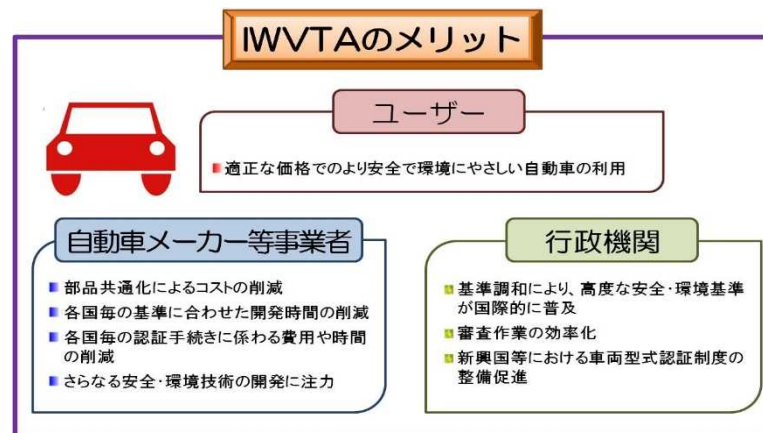 IWVTAのメリット
ユーザー
適正な価格でのより安全で環境にやさしい自動車の利用
自動車メーカー等事業者
部品共通化によるコストの削減
各国毎の基準に合わせた開発時間の削減
各国毎の認証手続きに係わる費用や時間
の削減
さらなる安全・環境技術の開発に注力
行政機関
基準調和により、高度な安全・環境基準
が国際的に普及
審査作業の効率化
新興国等における車両型式認証制度の
整備促進